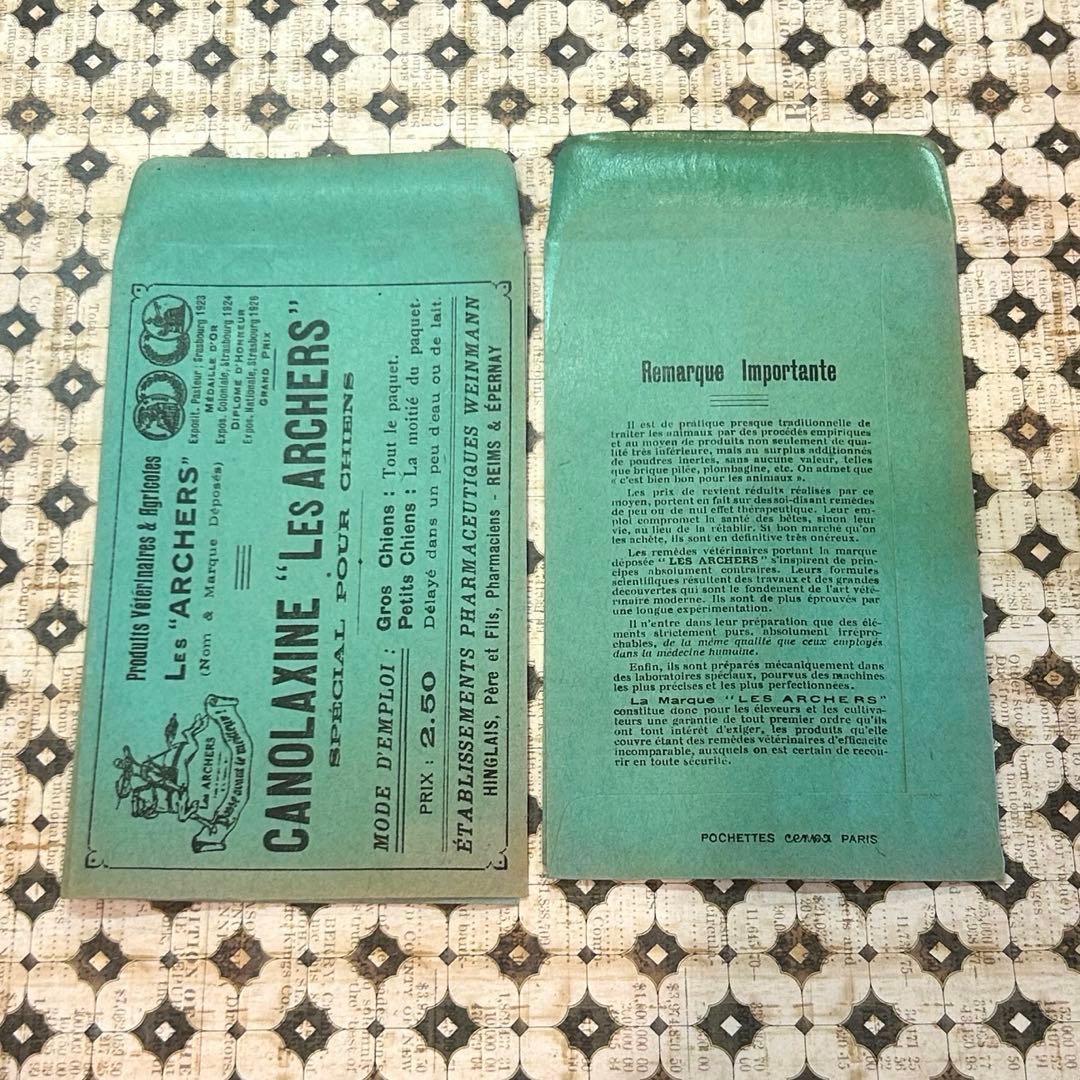 Produits Vétérinaires & Agricoles
LES "ARCHERS"
(Nom & Marque Déposés)
Exposit. Pasteur, Strasbourg 1923
MÉDAILLE D'OR
Expos. Coloniale, Strasbourg 1924
DIPLOME D'HONNEUR
Expos. Nationale, Strasbourg 1926
GRAND PRIX
Les ARCHERS
CANOLAXINE "LES ARCHERS"
SPÉCIAL POUR CHIENS
MODE D'EMPLOI : Gros Chiens : Tout le paquet.
Petits Chiens : La moitié du paquet.
PRIX : 2.50 Délayé dans un peu d'eau ou de lait.
ÉTABLISSEMENTS PHARMACEUTIQUES WEINMANN
HINGLAIS, Père et Fils, Pharmaciens - REIMS & ÉPERNAY
Remarque Importante
Il est de pratique presque traditionnelle de
traiter les animaux par des procédés empiriques
et au moyen de produits non seulement de qua-
lité très inférieure, mais au surplus additionnés
de poudres inertes, sans aucune valeur, telles
que brique pilée, plombagine, etc. On admet que
« c'est bien bon pour les animaux ».
Les prix de revient réduits réalisés par ce
moyen, portent en fait sur des soi-disant remèdes
de peu ou de nul effet thérapeutique. Leur em-
ploi compromet la santé des bêtes, sinon leur
vie, au lieu de la rétablir. Si bon marché qu'on
les achète, ils sont en définitive très onéreux.
Les remèdes vétérinaires portant la marque
déposée "LES ARCHERS" s'inspirent de prin-
cipes absolument contraires. Leurs formules
scientifiques résultent des travaux et des grandes
découvertes qui sont le fondement de l'art vété-
rinaire moderne. Ils sont de plus éprouvés par
une longue expérimentation.
Il n'entre dans leur préparation que des élé-
ments strictement purs, absolument irrépro-
chables, de la même qualité que ceux employés
dans la médecine humaine.
Enfin, ils sont préparés mécaniquement dans
des laboratoires spéciaux, pourvus des machines
les plus précises et les plus perfectionnées.
La Marque "LES ARCHERS"
constitue donc pour les éleveurs et les cultiva-
teurs une garantie de tout premier ordre qu'ils
ont tout intérêt d'exiger, les produits qu'elle
couvre étant des remèdes vétérinaires d'efficacité
incomparable, auxquels on est certain de recou-
rir en toute sécurité.
POCHETTES cenpa PARIS